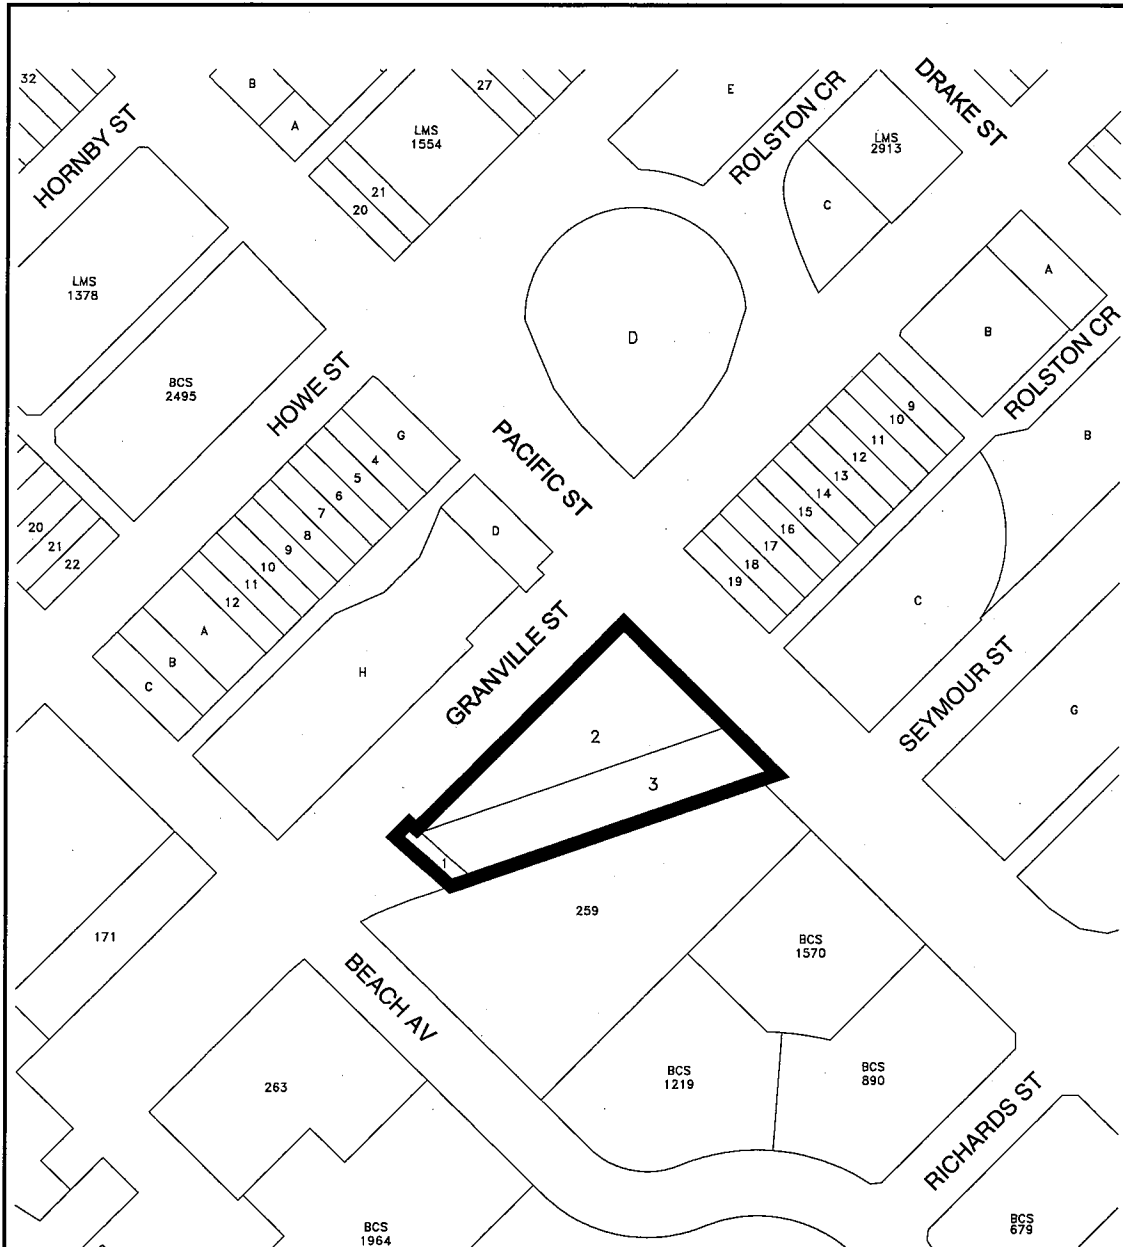 32
B
A
27
E
DRAKE ST
HORNBY ST
LMS
1554
ROLSTON CR
LMS
2913
21
20
C
LMS
1378
A
B
D
ROLSTON CR
BCS
2495
HOWE ST
G
4
5
6
7
8
9
10
11
12
A
B
C
PACIFIC ST
9
10
11
12
13
14
15
16
17
18
19
B
20
21
22
D
C
H
GRANVILLE ST
SEYMOUR ST
G
2
3
1
259
171
BCS
1570
BEACH AV
263
BCS
1219
BCS
890
RICHARDS ST
BCS
1964
BCS
679